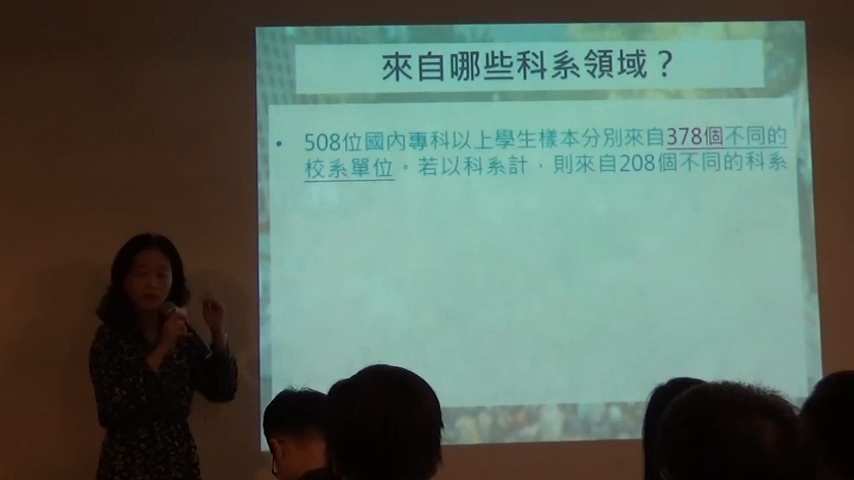 來自哪些科系領域？
• 508位國內專科以上學生樣本分別來自378個不同的
校系單位。若以科系計，則來自208個不同的科系